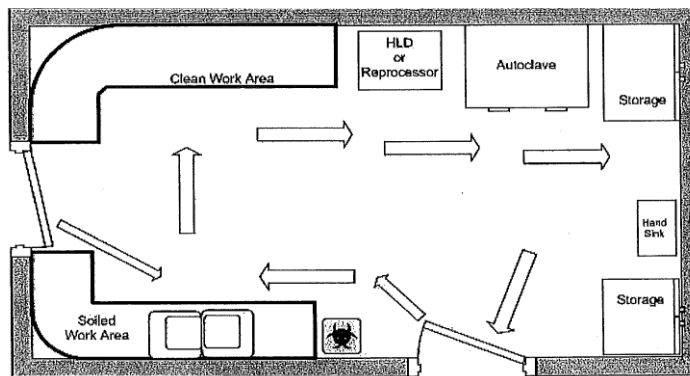 HLD
or
Reprocessor
Autoclave
Clean Work Area
Storage
Hand
Sink
Storage
Soiled
Work Area